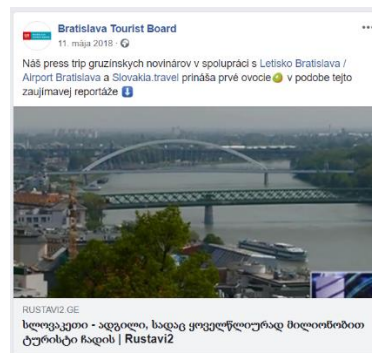 Bratislava Tourist Board
11. mája 2018 ·
Náš press trip gruzínskych novinárov v spolupráci s Letisko Bratislava /
Airport Bratislava a Slovakia.travel prináša prvé ovocie v podobe tejto
zaujímavej reportáže
RUSTAVI2.GE
სლოვაკეთი - ადგილი, სადაც ყოველწლიურად მილიონობით
ტურისტი ჩადის | Rustavi2